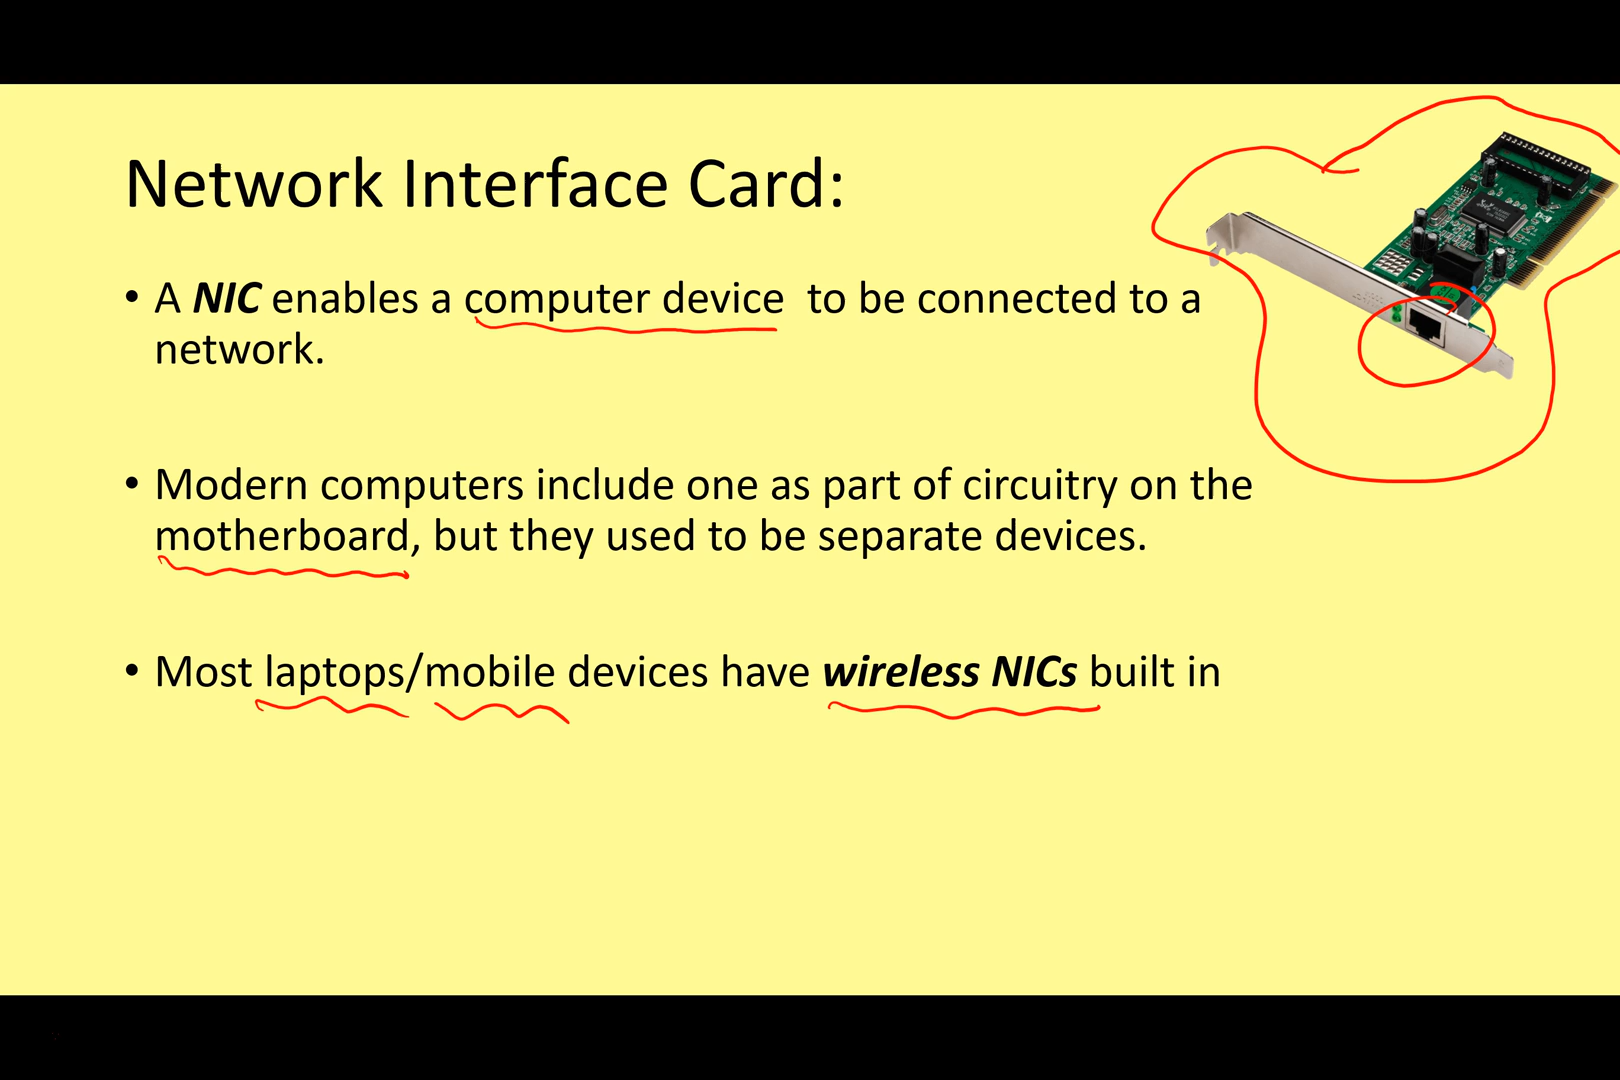 Network Interface Card:
• A NIC enables a computer device to be connected to a
network.
• Modern computers include one as part of circuitry on the
motherboard, but they used to be separate devices.
• Most laptops/mobile devices have wireless NICs built in